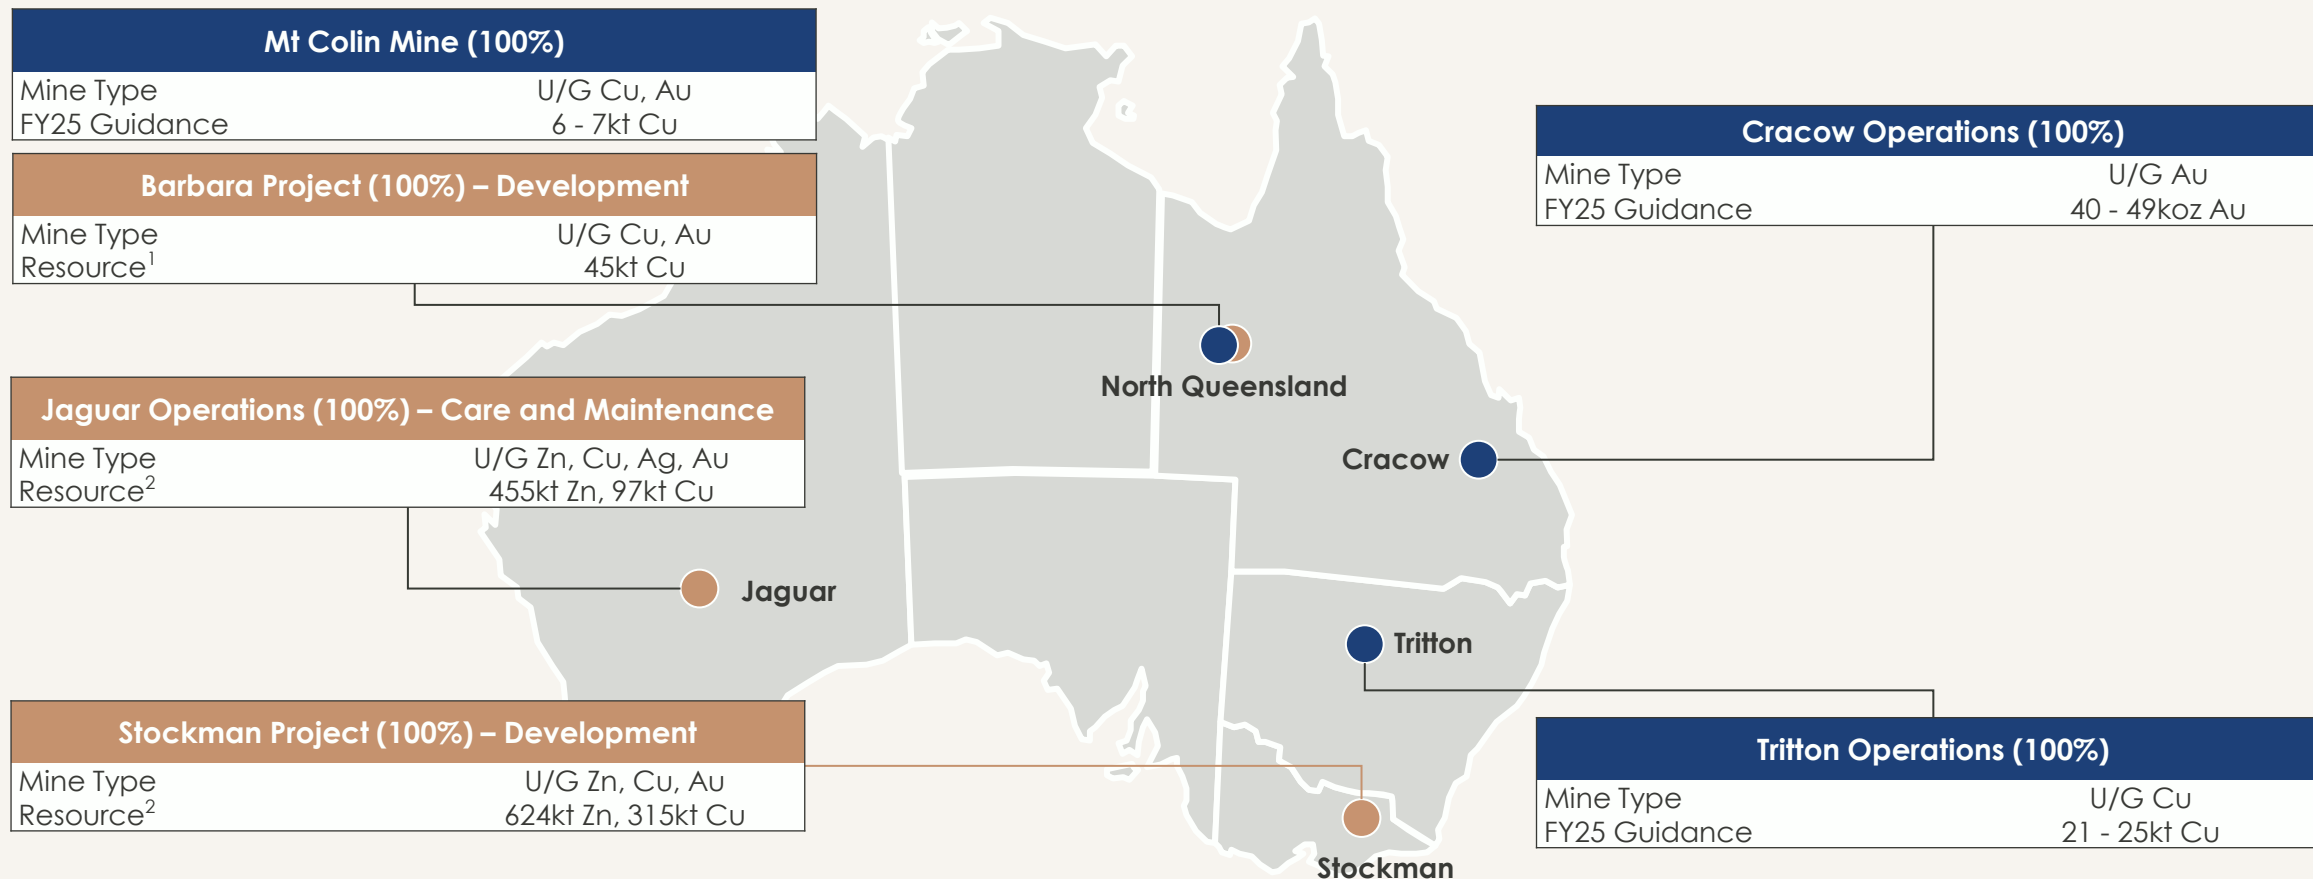 Mt Colin Mine (100%)
Mine Type U/G Cu, Au
FY25 Guidance 6 - 7kt Cu
Barbara Project (100%) – Development
Mine Type U/G Cu, Au
Resource1 45kt Cu
Jaguar Operations (100%) – Care and Maintenance
Mine Type U/G Zn, Cu, Ag, Au
Resource2 455kt Zn, 97kt Cu
Stockman Project (100%) – Development
Mine Type U/G Zn, Cu, Au
Resource2 624kt Zn, 315kt Cu
North Queensland
Cracow
Jaguar
Tritton
Stockman
Cracow Operations (100%)
Mine Type U/G Au
FY25 Guidance 40 - 49koz Au
Tritton Operations (100%)
Mine Type U/G Cu
FY25 Guidance 21 - 25kt Cu